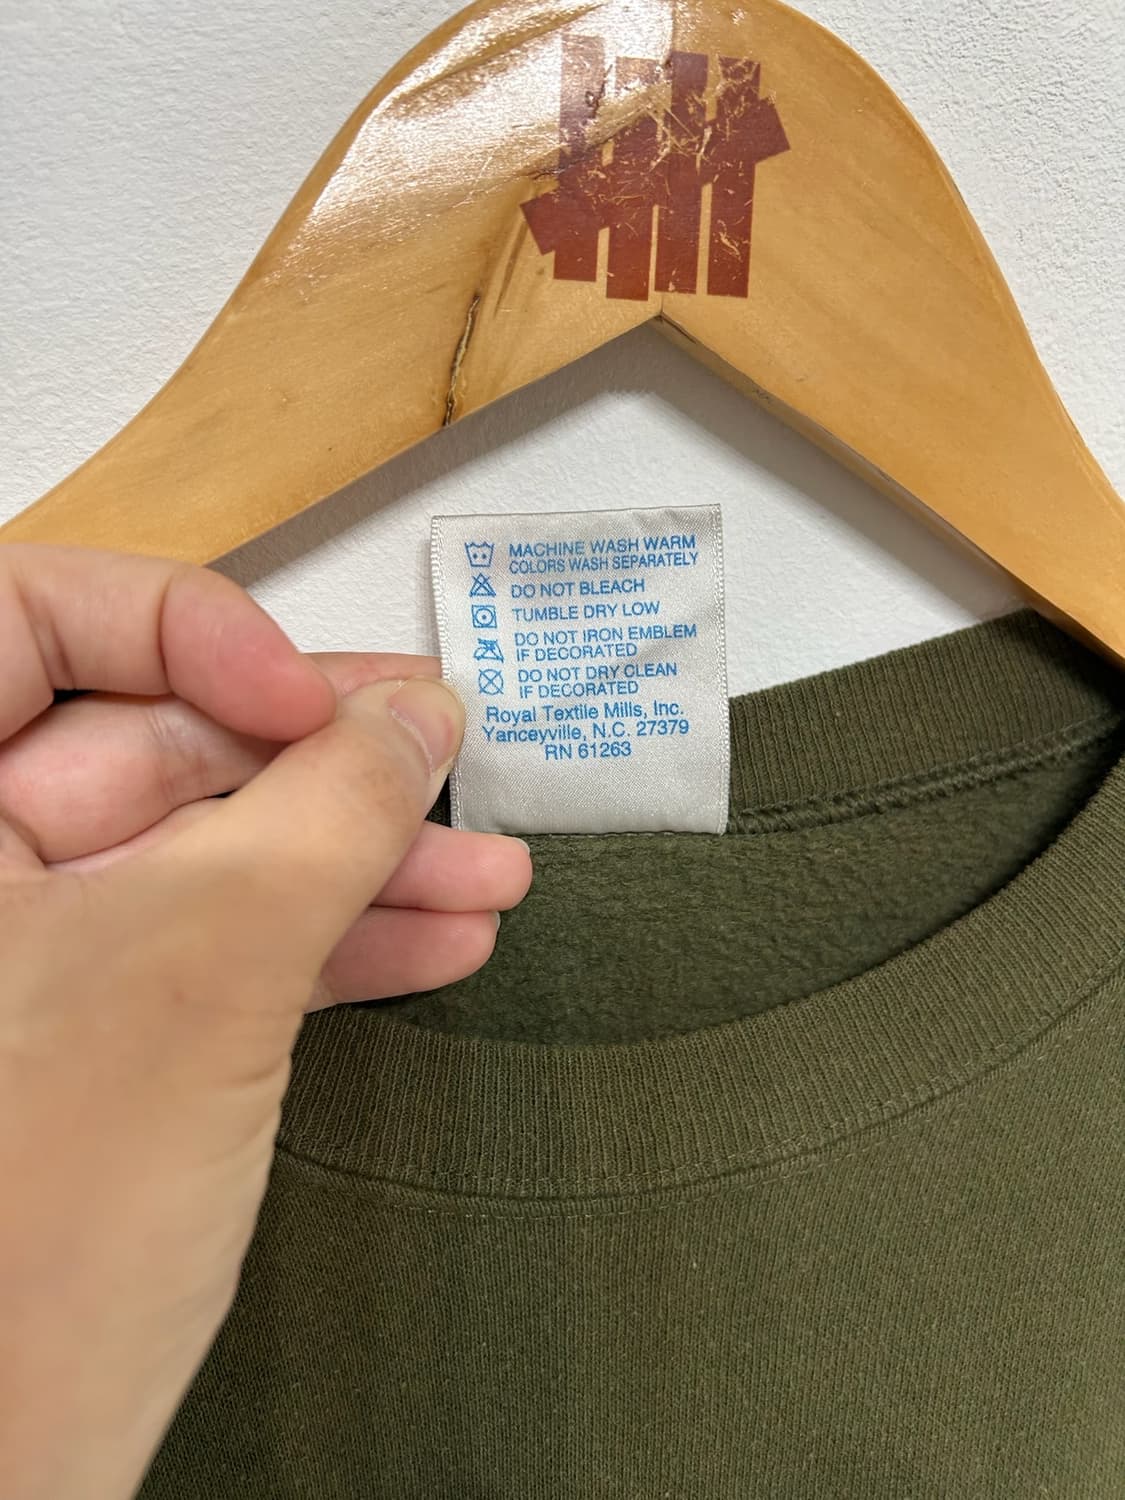 MACHINE WASH WARM
COLORS WASH SEPARATELY
DO NOT BLEACH
TUMBLE DRY LOW
DO NOT IRON EMBLEM
IF DECORATED
DO NOT DRY CLEAN
IF DECORATED
Royal Textile Mills, Inc.
Yanceyville, N.C. 27379
RN 61263